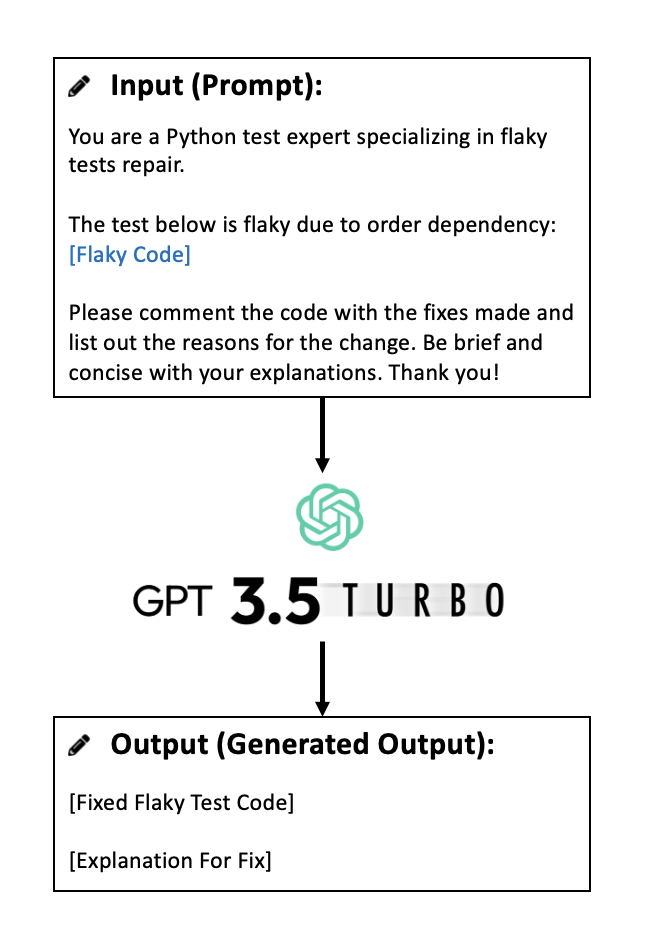 Input (Prompt):
You are a Python test expert specializing in flaky
tests repair.
The test below is flaky due to order dependency:
[Flaky Code]
Please comment the code with the fixes made and
list out the reasons for the change. Be brief and
concise with your explanations. Thank you!
GPT 3.5 TURBO
Output (Generated Output):
[Fixed Flaky Test Code]
[Explanation For Fix]